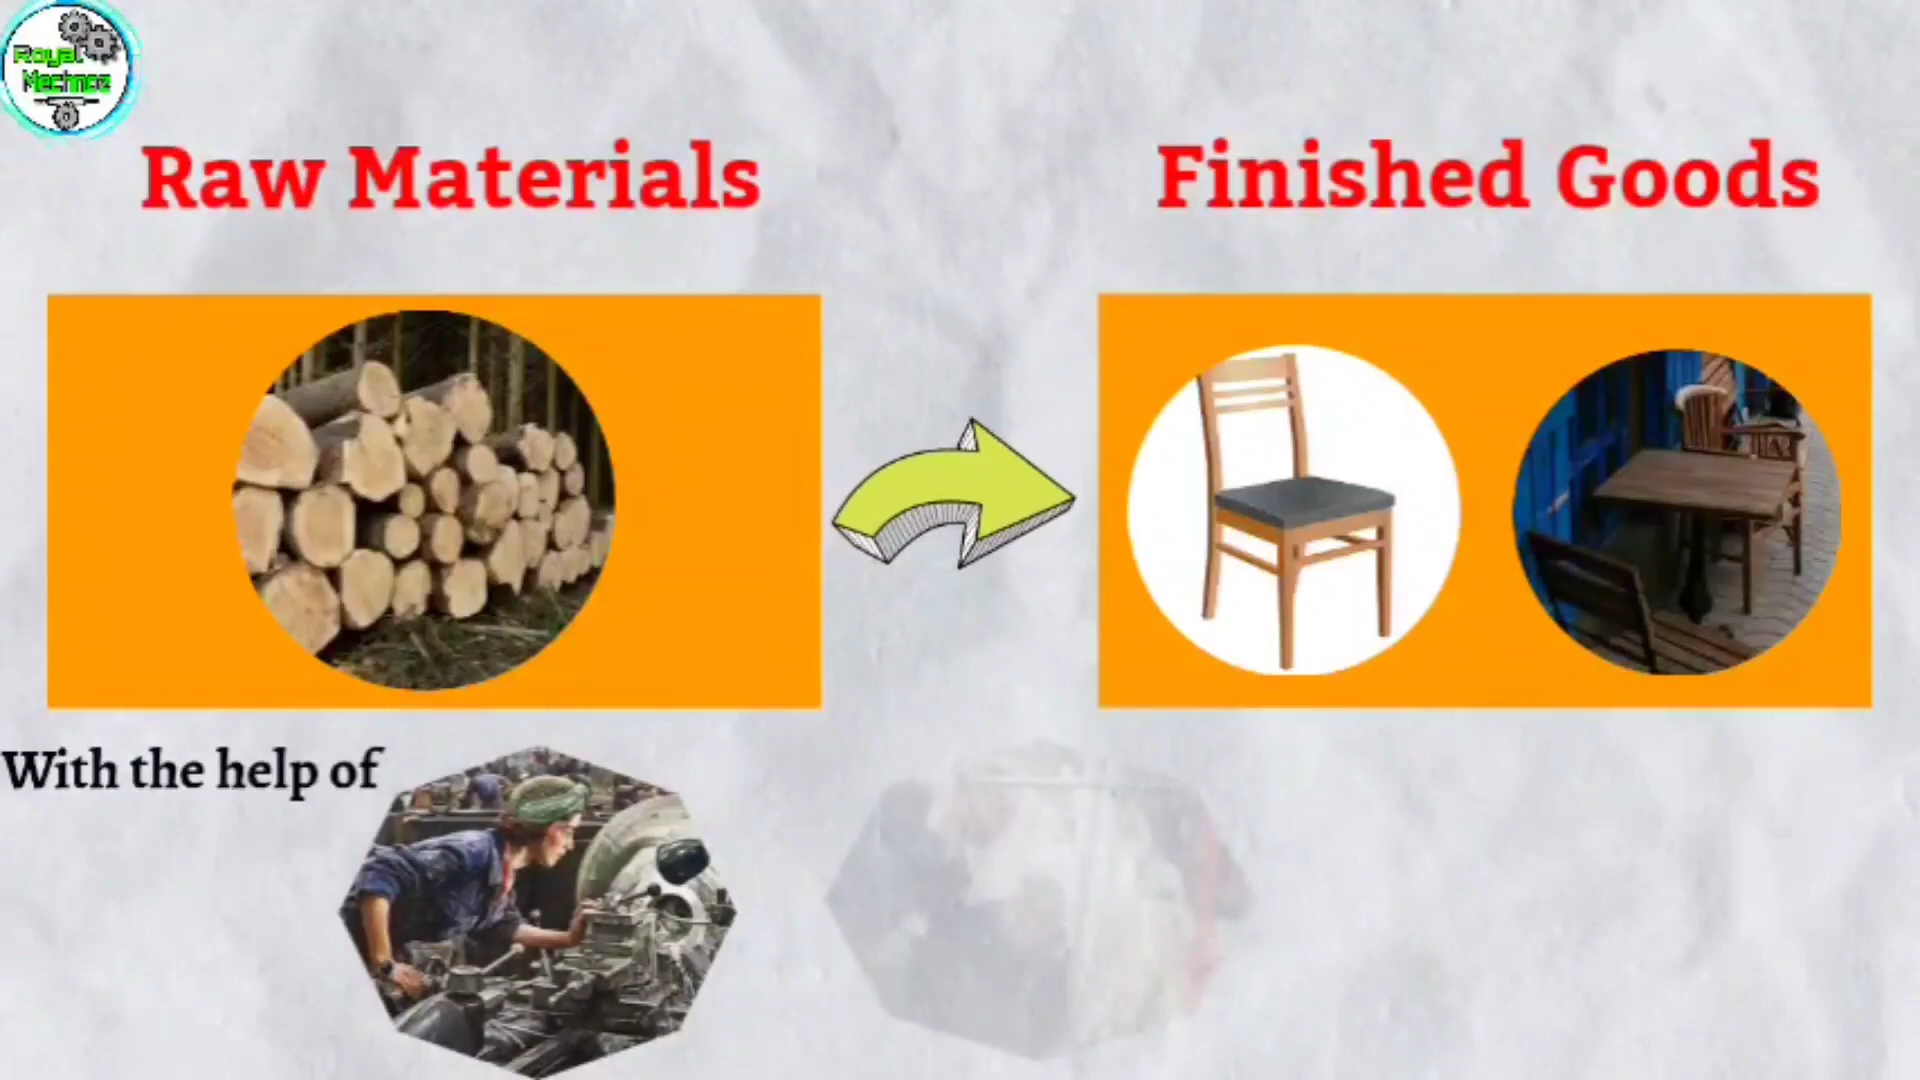 Royal
Mechnoz
Raw Materials
Finished Goods
With the help of